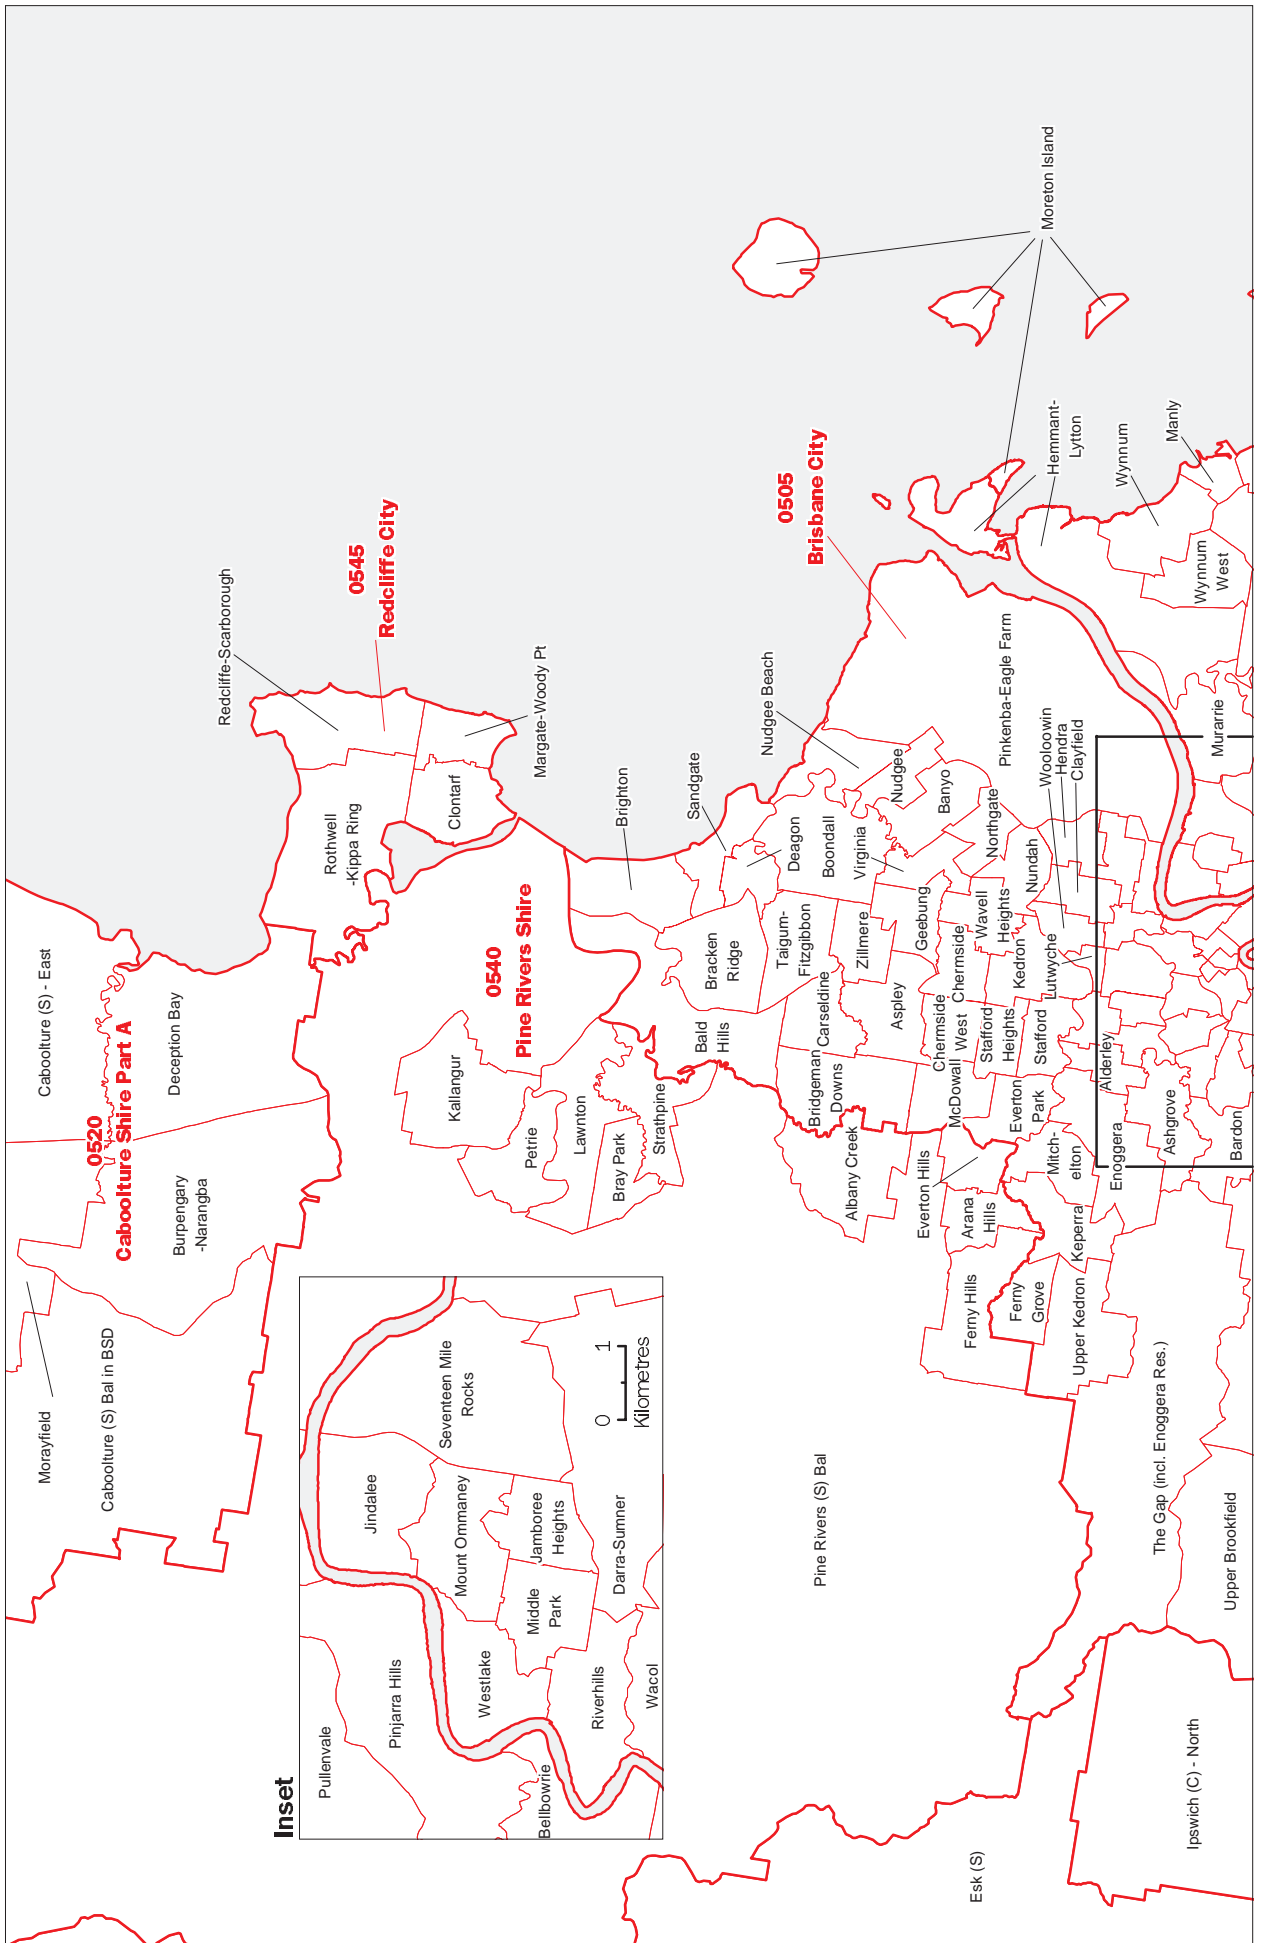 Caboolture (S) - East
0520
Caboolture Shire Part A
Deception Bay
Burpengary
-Narangba
Morayfield
Caboolture (S) Bal in BSD
Redcliffe-Scarborough
0545
Redcliffe City
Rothwell
-Kippa Ring
Clontarf
Margate-Woody Pt
0540
Pine Rivers Shire
Kallangur
Petrie
Lawnton
Bray Park
Strathpine
Brighton
Sandgate
Deagon
Boondall
Bracken
Ridge
Bald
Hills
Taigum-
Fitzgibbon
Nudgee Beach
0505
Brisbane City
Moreton Island
Hemmant-
Lytton
Wynnum
Manly
Wynnum
West
Pinkenba-Eagle Farm
Nudgee
Banyo
Virginia
Northgate
Nundah
Wooloowin
Hendra
Clayfield
Murarrie
Zillmere
Geebung
Wavell
Heights
Carseldine
Aspley
Chermside
Kedron
Lutwyche
Bridgeman
Downs
Chermside
West
Stafford
Heights
Stafford
McDowall
Everton
Park
Alderley
Albany Creek
Everton Hills
Arana
Hills
Mitch-
elton
Enoggera
Ashgrove
Bardon
Ferny Hills
Ferny
Grove
Keperra
Upper Kedron
The Gap (incl. Enoggera Res.)
Upper Brookfield
Pine Rivers (S) Bal
Esk (S)
Ipswich (C) - North
Inset
Pullenvale
Pinjarra Hills
Jindalee
Seventeen Mile
Rocks
Mount Ommaney
Jamboree
Heights
Middle
Park
Westlake
Darra-Sumner
Riverhills
Wacol
Bellbowrie
0 1
Kilometres